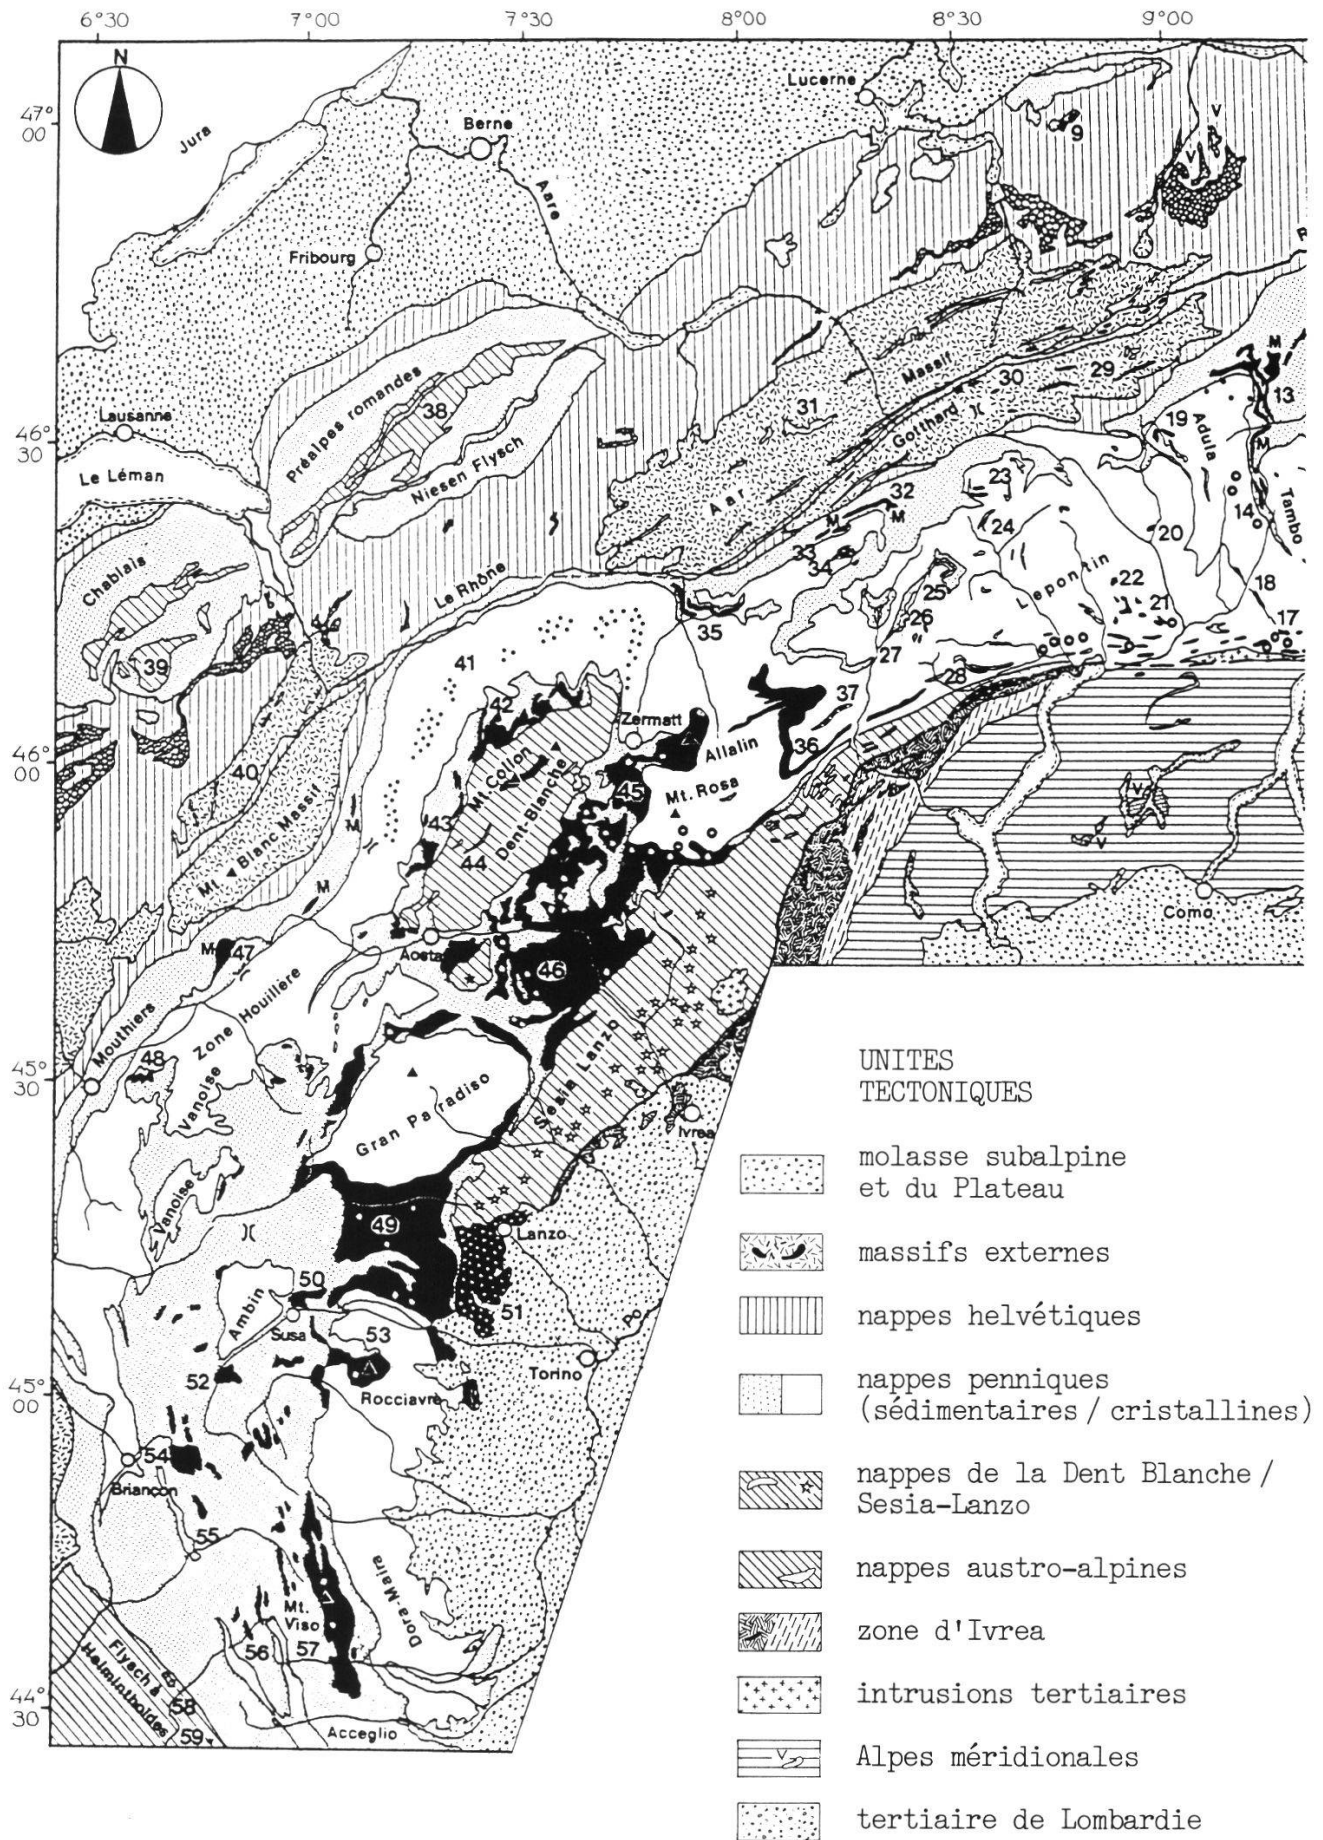 6°30 7°00 7°30 8°00 8°30 9°00
N
47°
00
46°
30
46°
00
45°
30
45°
00
44°
30
Jura
Berne
Lucerne
Aare
Fribourg
9
V
V
V
Lausanne
Le Léman
Préalpes romandes
38
Niesen Flysch
31
Aar
Massif
Gotthard
30
29
M
13
19
Adula
M
Tambo
14
20
18
17
32
M
M
33
34
23
24
Lepontin
22
21
25
26
27
28
Chablais
39
Le Rhône
35
41
42
Zermatt
37
36
Allalin
Mt. Rosa
40
Mt. Blanc Massif
M
M
43
Mt. Collon
Dent-Blanche
44
45
V
V
Como
M
47
Aosta
46
Mouthiers
Zone Houillère
48
Vanoise
Vanoise
Gran Paradiso
Sesia Lanzo
Ivrea
49
Lanzo
50
Ambin
Susa
51
Po
52
53
Rocciavrè
Torino
54
Briançon
55
Mt.
Viso
Dora Maira
56
57
Flysch à
Helminthoides
58
59
Acceglio
UNITES
TECTONIQUES
molasse subalpine
et du Plateau
massifs externes
nappes helvétiques
nappes penniques
(sédimentaires / cristallines)
nappes de la Dent Blanche /
Sesia-Lanzo
nappes austro-alpines
zone d'Ivrea
intrusions tertiaires
V
Alpes méridionales
tertiaire de Lombardie